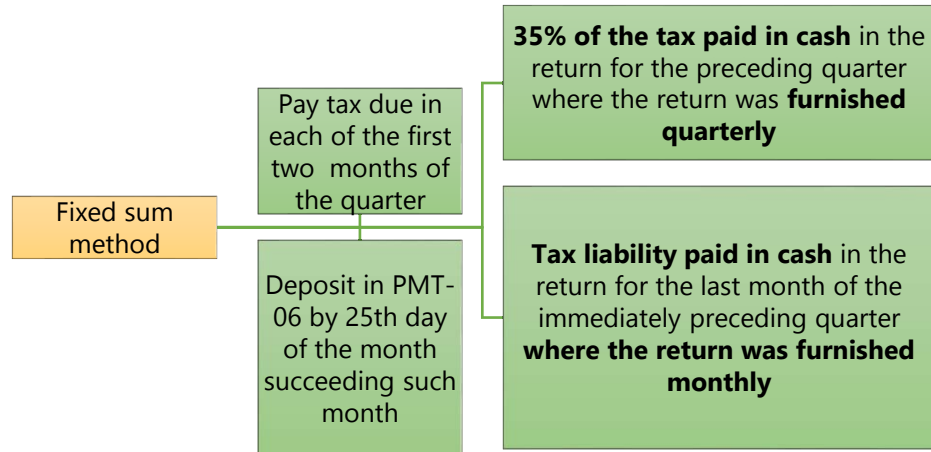 Fixed sum
method
Pay tax due in
each of the first
two months of
the quarter
Deposit in PMT-
06 by 25th day
of the month
succeeding such
month
35% of the tax paid in cash in the
return for the preceding quarter
where the return was furnished
quarterly
Tax liability paid in cash in the
return for the last month of the
immediately preceding quarter
where the return was furnished
monthly